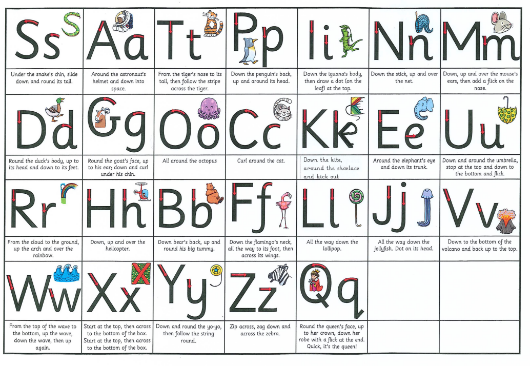 Ss Aa Tt Pp Ii Nn Mm
Under the snake's chin, slide
down and round its tail.
Around the astronaut's
helmet and down into
space.
From the tiger's nose to its
tail, then follow the stripe
across the tiger.
Down the penguin's back,
up and around its head.
Down the iguana's body,
then draw a dot (on the
leaf) at the top.
Down the stick, up and over
the net.
Down, up and over the mouse's
ears, then add a flick on the
nose.
Dd Gg Oo Cc Kk Ee Uu
Round the duck's body, up to
its head and down to its feet.
Round the goat's face, up
to his ear, down and curl
under his chin.
All around the octopus
Curl around the cat.
Down the kite,
around the shoelace
and kick out
Around the elephant's eye
and down its trunk.
Down and around the umbrella,
stop at the top and down to
the bottom and flick.
Rr Hh Bb Ff Ll Jj Vv
From the cloud to the ground,
up the arch and over the
rainbow.
Down, up and over the
helicopter.
Down bear's back, up and
round his big tummy.
Down the flamingo's neck,
all the way to its foot, then
across its wings.
All the way down the
lollipop.
All the way down the
jellyfish. Dot on its head.
Down to the bottom of the
volcano and back up to the top.
Ww Xx Yy Zz Qq
From the top of the wave to
the bottom, up the wave,
down the wave, then up
again.
Start at the top, then across
to the bottom of the box.
Start at the top, then across
to the bottom of the box.
Down and round the yo-yo,
then follow the string
round.
Zip across, zag down and
across the zebra.
Round the queen's face, up
to her crown, down her
robe with a flick at the end.
Quick, it's the queen!